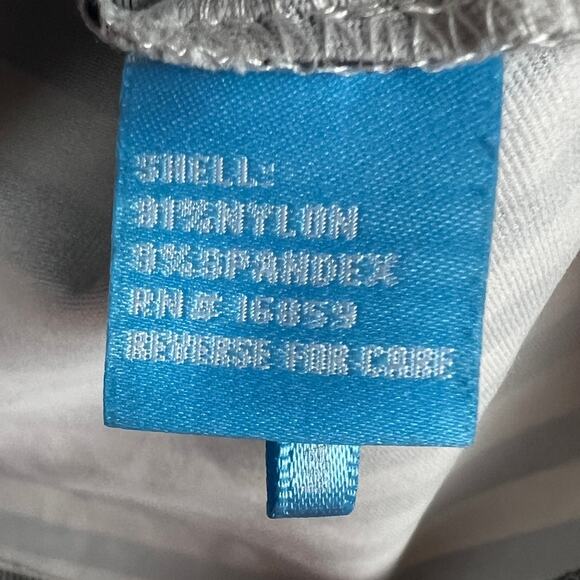 SHELL:
91%NYLON
9%SPANDEX
RN# 16859
REVERSE FOR CARE